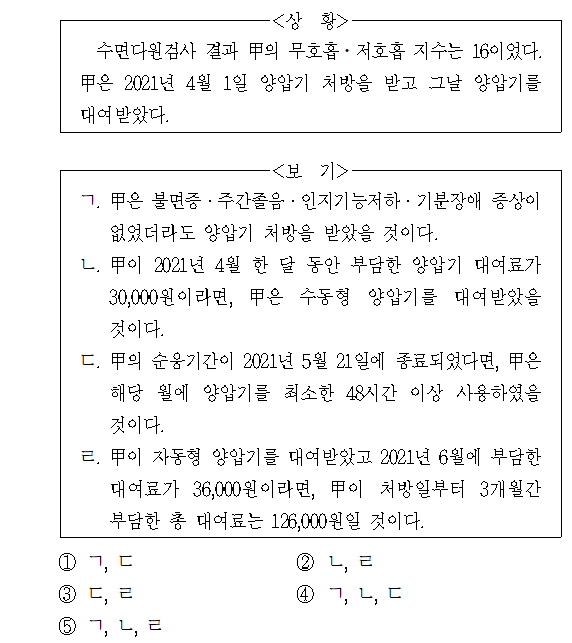 <상 황>
수면다원검사 결과 甲의 무호흡·저호흡 지수는 16이었다.
甲은 2021년 4월 1일 양압기 처방을 받고 그날 양압기를
대여받았다.
<보 기>
ㄱ. 甲은 불면증·주간졸음·인지기능저하·기분장애 증상이
없었더라도 양압기 처방을 받았을 것이다.
ㄴ. 甲이 2021년 4월 한 달 동안 부담한 양압기 대여료가
30,000원이라면, 甲은 수동형 양압기를 대여받았을
것이다.
ㄷ. 甲의 순응기간이 2021년 5월 21일에 종료되었다면, 甲은
해당 월에 양압기를 최소한 48시간 이상 사용하였을
것이다.
ㄹ. 甲이 자동형 양압기를 대여받았고 2021년 6월에 부담한
대여료가 36,000원이라면, 甲이 처방일부터 3개월간
부담한 총 대여료는 126,000원일 것이다.
① ㄱ, ㄷ ② ㄴ, ㄹ
③ ㄷ, ㄹ ④ ㄱ, ㄴ, ㄷ
⑤ ㄱ, ㄴ, ㄹ